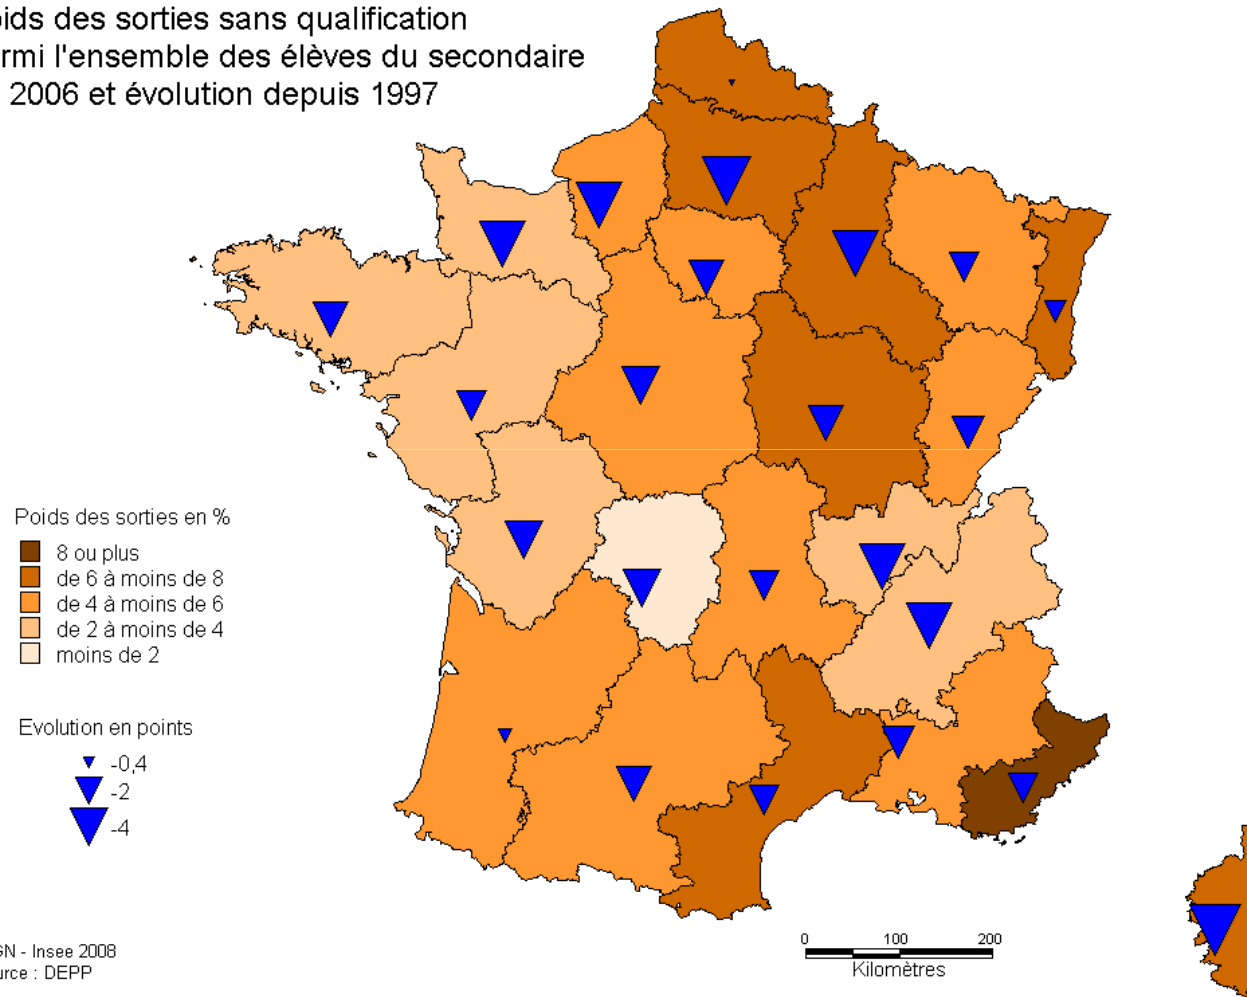 ids des sorties sans qualification
rmi l'ensemble des élèves du secondaire
2006 et évolution depuis 1997
Poids des sorties en %
8 ou plus
de 6 à moins de 8
de 4 à moins de 6
de 2 à moins de 4
moins de 2
Evolution en points
-0,4
-2
-4
GN - Insee 2008
urce : DEPP
0 100 200
Kilomètres